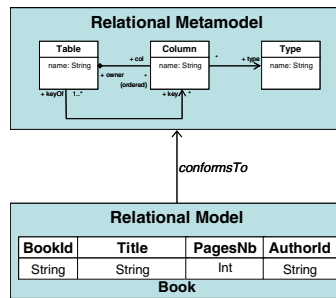 Relational Metamodel
Table
name: String
Column
name: String
Type
name: String
+ col
*
+ type
+ owner
*
{ordered}
+ keyOf
1..*
+ key
*
conformsTo
Relational Model
BookId Title PagesNb AuthorId
String String Int String
Book